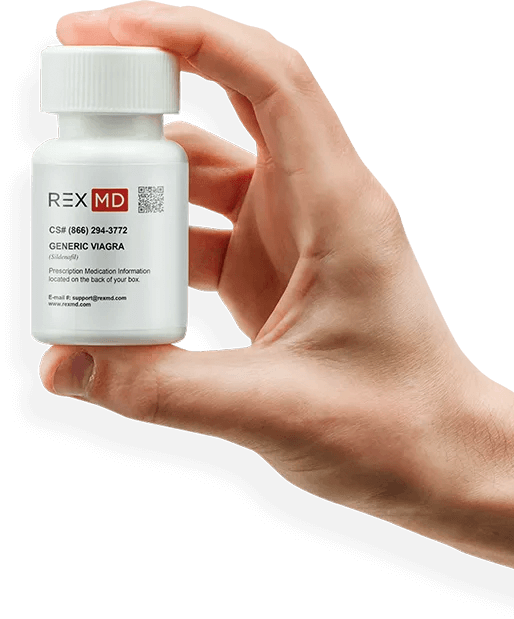 REX MD
CS# (866) 294-3772
GENERIC VIAGRA
(Sildenafil)
Prescription Medication Information
located on the back of your box.
E-mail #: support@rexmd.com
www.rexmd.com